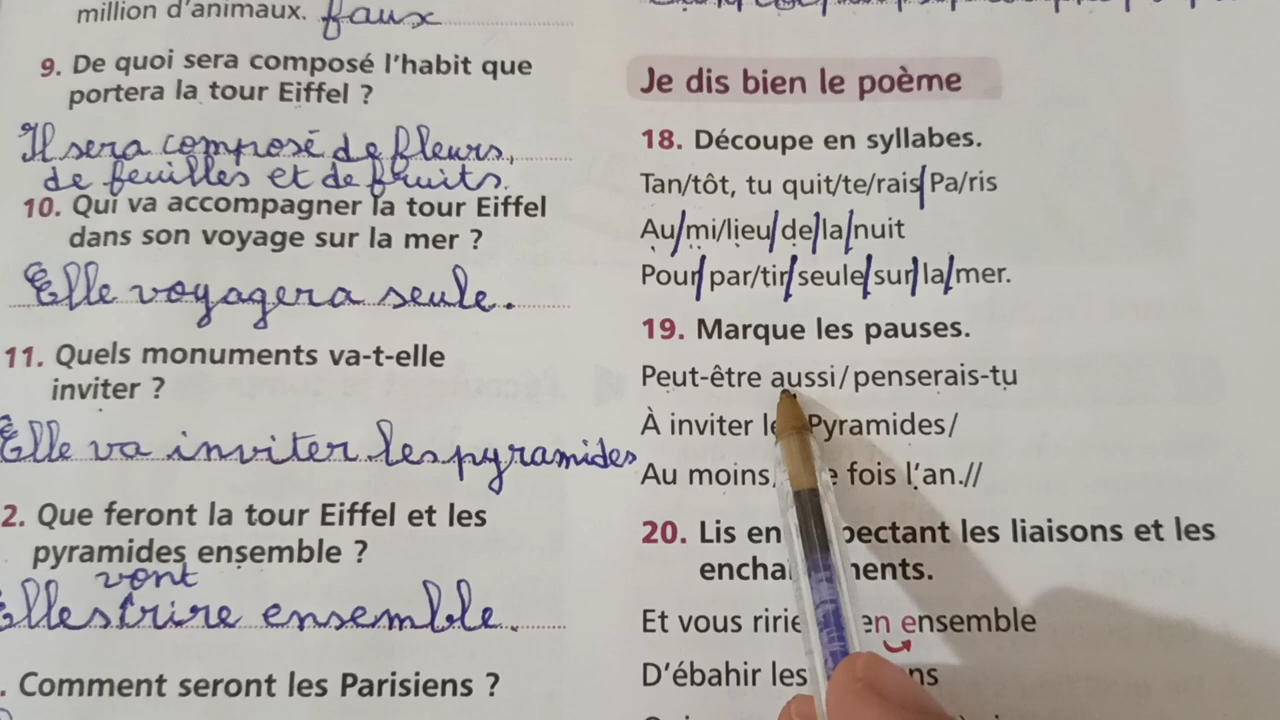 million d'animaux. faux
9. De quoi sera composé l'habit que
portera la tour Eiffel ?
Il sera composé de fleurs,
de feuilles et de fruits.
10. Qui va accompagner la tour Eiffel
dans son voyage sur la mer ?
Elle voyagera seule.
11. Quels monuments va-t-elle
inviter ?
Elle va inviter les pyramides
2. Que feront la tour Eiffel et les
pyramides ensemble ?
vont
Elles rire ensemble.
. Comment seront les Parisiens ?
Je dis bien le poème
18. Découpe en syllabes.
Tan/tôt, tu quit/te/rais/Pa/ris
Au/mi/lieu/de/la/nuit
Pour/par/tir/seule/sur/la/mer.
19. Marque les pauses.
Peut-être aussi/penserais-tu
À inviter Pyramides/
Au moins, fois l'an.//
20. Lis en les liaisons et les
Et vous ensemble
D'ébahir les